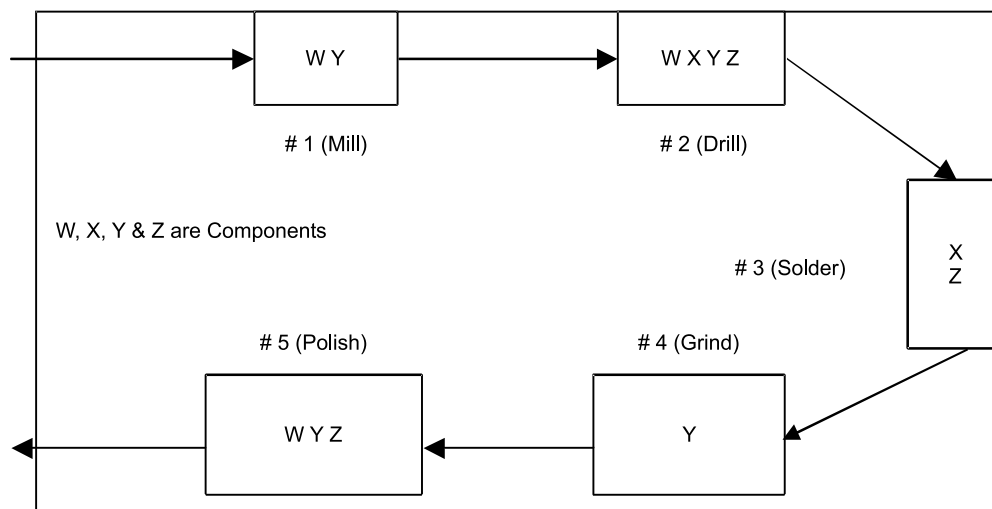 W Y
W X Y Z
# 1 (Mill)
# 2 (Drill)
W, X, Y & Z are Components
# 3 (Solder)
X
Z
# 5 (Polish)
# 4 (Grind)
W Y Z
Y